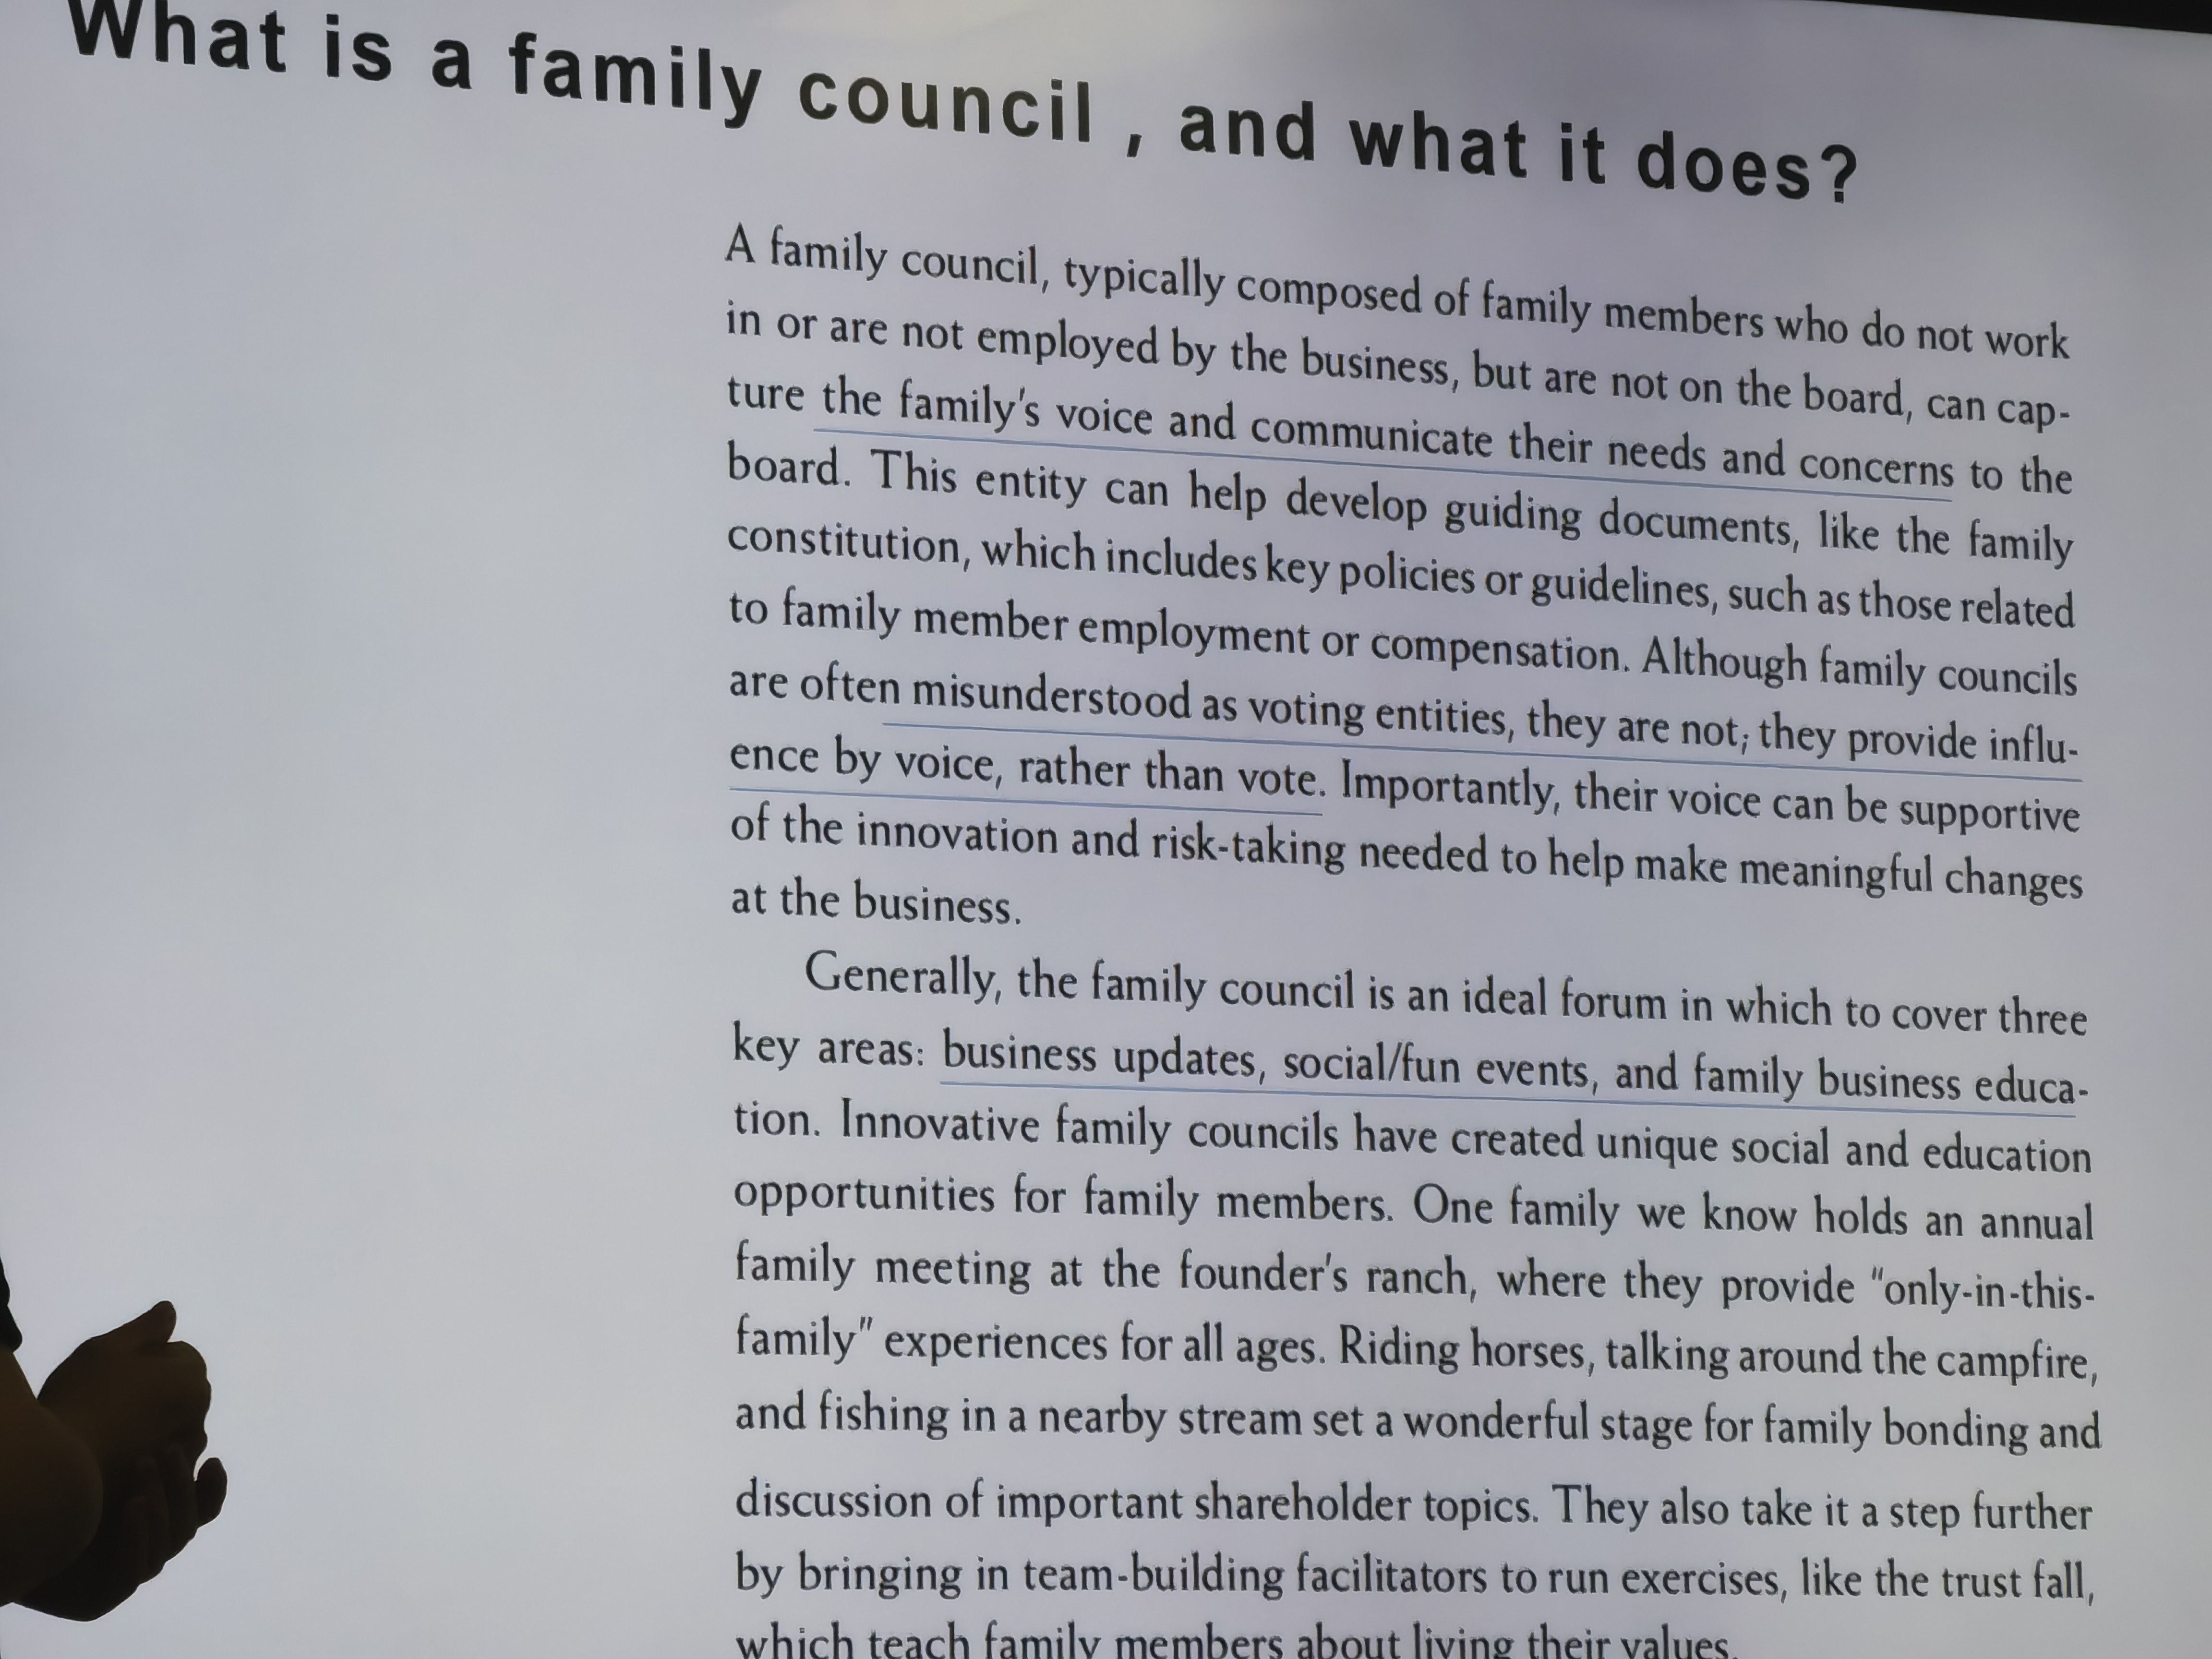 What is a family council , and what it does?
A family council, typically composed of family members who do not work
in or are not employed by the business, but are not on the board, can cap-
ture the family's voice and communicate their needs and concerns to the
board. This entity can help develop guiding documents, like the family
constitution, which includes key policies or guidelines, such as those related
to family member employment or compensation. Although family councils
are often misunderstood as voting entities, they are not; they provide influ-
ence by voice, rather than vote. Importantly, their voice can be supportive
of the innovation and risk-taking needed to help make meaningful changes
at the business.
Generally, the family council is an ideal forum in which to cover three
key areas: business updates, social/fun events, and family business educa-
tion. Innovative family councils have created unique social and education
opportunities for family members. One family we know holds an annual
family meeting at the founder's ranch, where they provide "only-in-this-
family" experiences for all ages. Riding horses, talking around the campfire,
and fishing in a nearby stream set a wonderful stage for family bonding and
discussion of important shareholder topics. They also take it a step further
by bringing in team-building facilitators to run exercises, like the trust fall,
which teach family members about living their values.